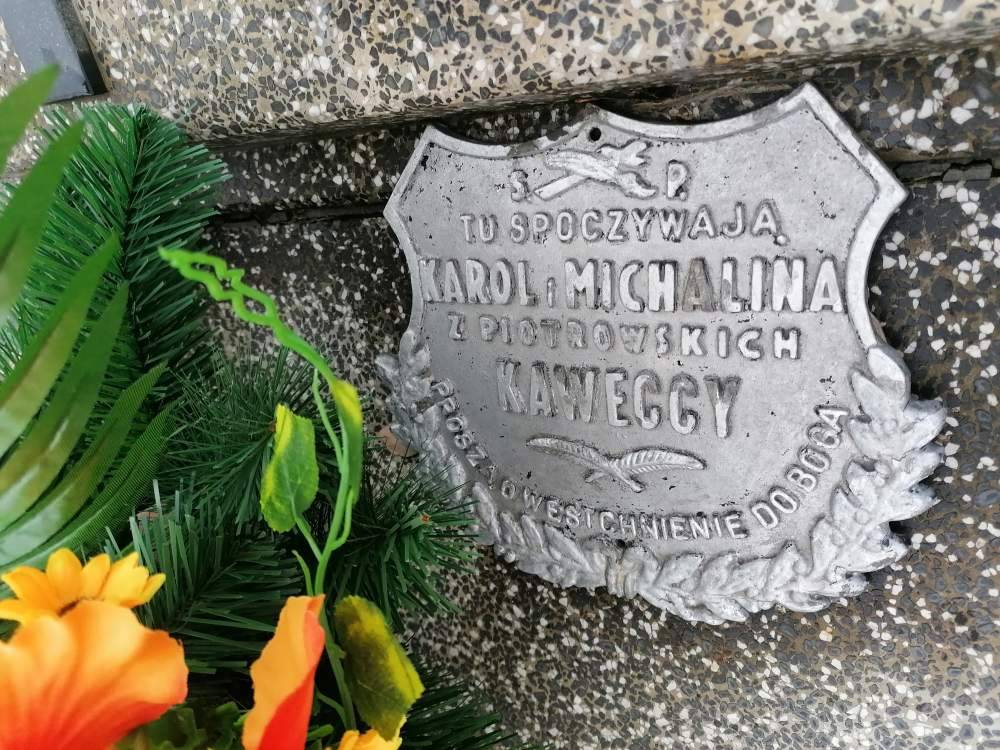 Ś. P.
TU SPOCZYWAJĄ
KAROL i MICHALINA
Z PIOTROWSKICH
KAWECCY
PROSZĄ O WESTCHNIENIE DO BOGA